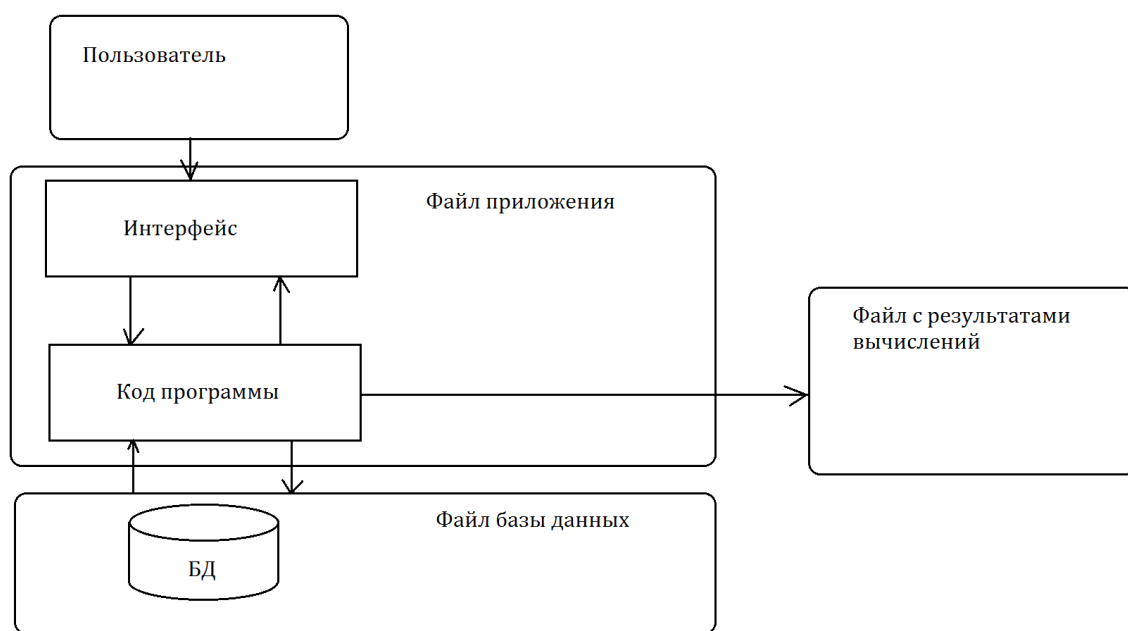 Пользователь
Файл приложения
Интерфейс
Файл с результатами
вычислений
Код программы
Файл базы данных
БД